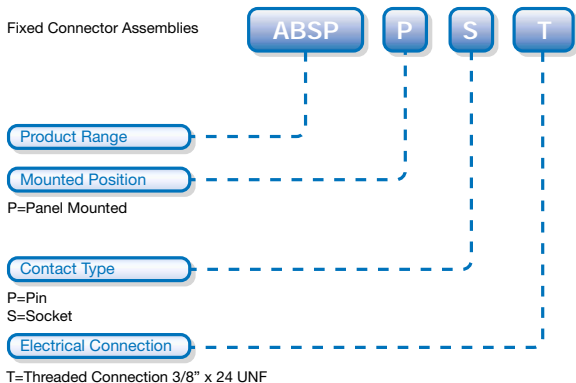 Fixed Connector Assemblies ABSP P S T
Product Range
Mounted Position
P=Panel Mounted
Contact Type
P=Pin
S=Socket
Electrical Connection
T=Threaded Connection 3/8” x 24 UNF